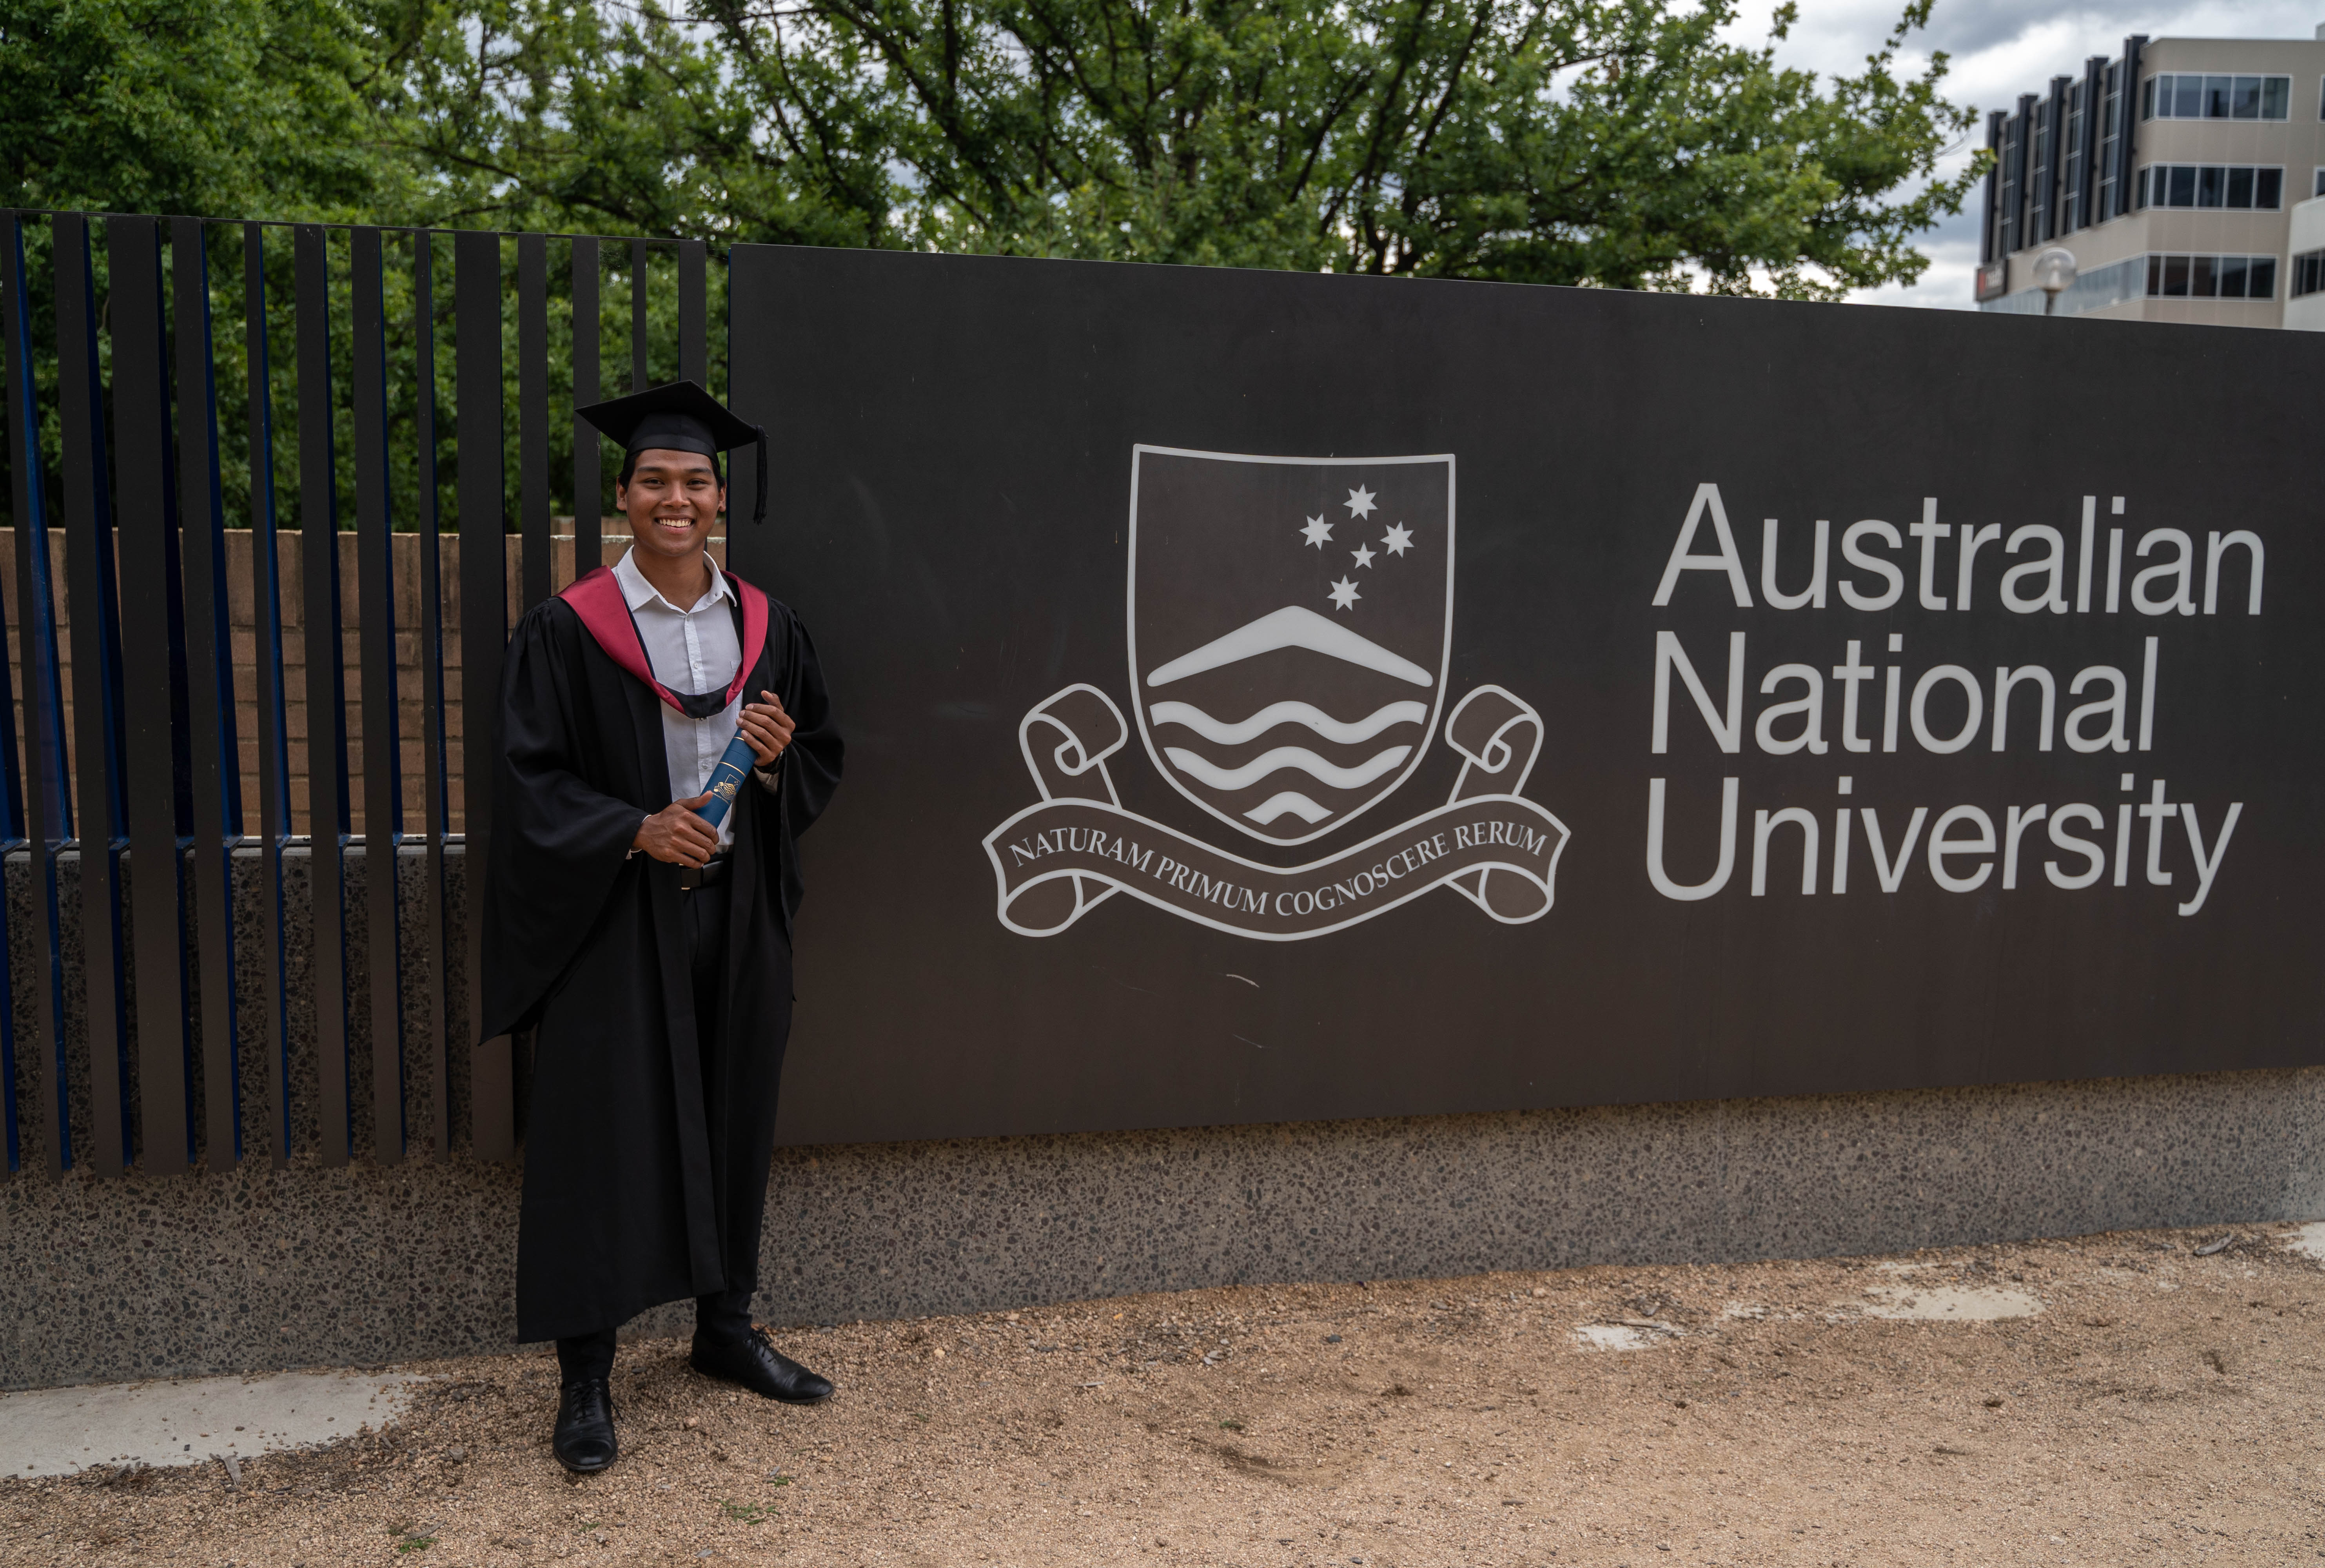 NATURAM PRIMUM COGNOSCERE RERUM
Australian
National
University